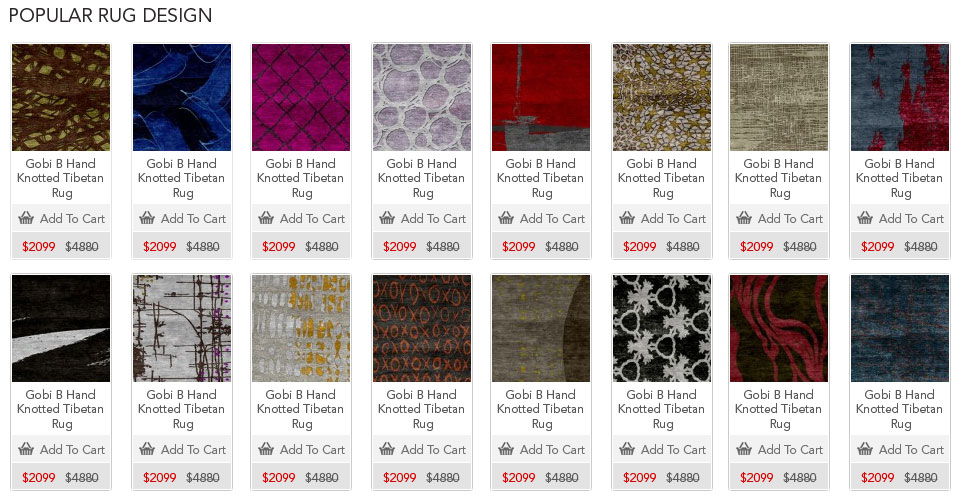 POPULAR RUG DESIGN
Gobi B Hand
Knotted Tibetan
Rug
Add To Cart
$2099 $4880
Gobi B Hand
Knotted Tibetan
Rug
Add To Cart
$2099 $4880
Gobi B Hand
Knotted Tibetan
Rug
Add To Cart
$2099 $4880
Gobi B Hand
Knotted Tibetan
Rug
Add To Cart
$2099 $4880
Gobi B Hand
Knotted Tibetan
Rug
Add To Cart
$2099 $4880
Gobi B Hand
Knotted Tibetan
Rug
Add To Cart
$2099 $4880
Gobi B Hand
Knotted Tibetan
Rug
Add To Cart
$2099 $4880
Gobi B Hand
Knotted Tibetan
Rug
Add To Cart
$2099 $4880
Gobi B Hand
Knotted Tibetan
Rug
Add To Cart
$2099 $4880
Gobi B Hand
Knotted Tibetan
Rug
Add To Cart
$2099 $4880
Gobi B Hand
Knotted Tibetan
Rug
Add To Cart
$2099 $4880
Gobi B Hand
Knotted Tibetan
Rug
Add To Cart
$2099 $4880
Gobi B Hand
Knotted Tibetan
Rug
Add To Cart
$2099 $4880
Gobi B Hand
Knotted Tibetan
Rug
Add To Cart
$2099 $4880
Gobi B Hand
Knotted Tibetan
Rug
Add To Cart
$2099 $4880
Gobi B Hand
Knotted Tibetan
Rug
Add To Cart
$2099 $4880